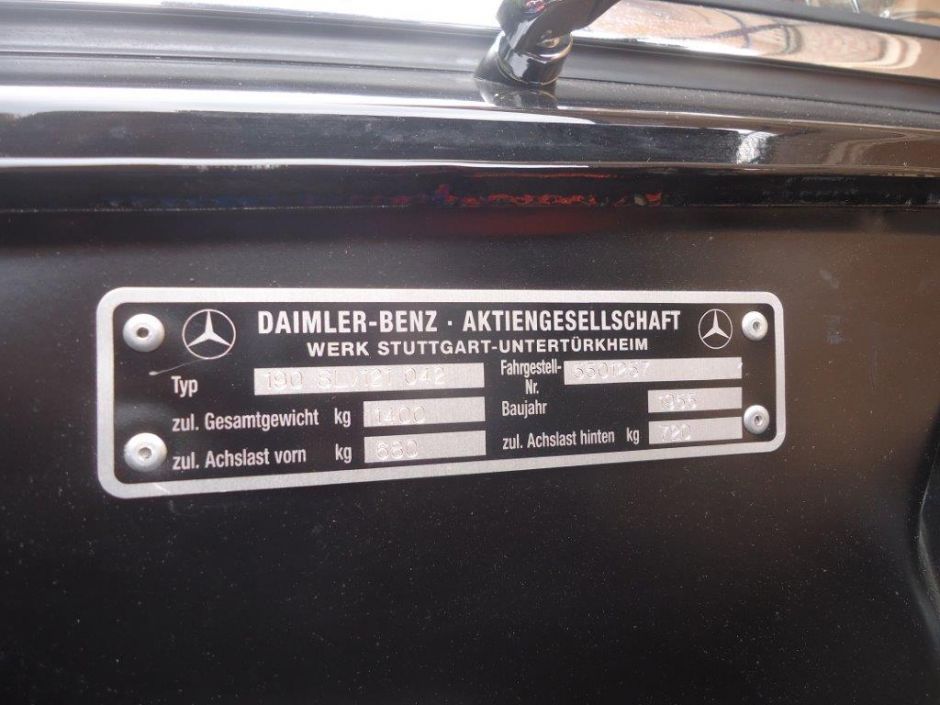 DAIMLER-BENZ · AKTIENGESELLSCHAFT
WERK STUTTGART-UNTERTÜRKHEIM
Typ 190 SL/121 042
Fahrgestell-Nr.
zul. Gesamtgewicht kg 1400
Baujahr 1955
zul. Achslast vorn kg 680
zul. Achslast hinten kg 720